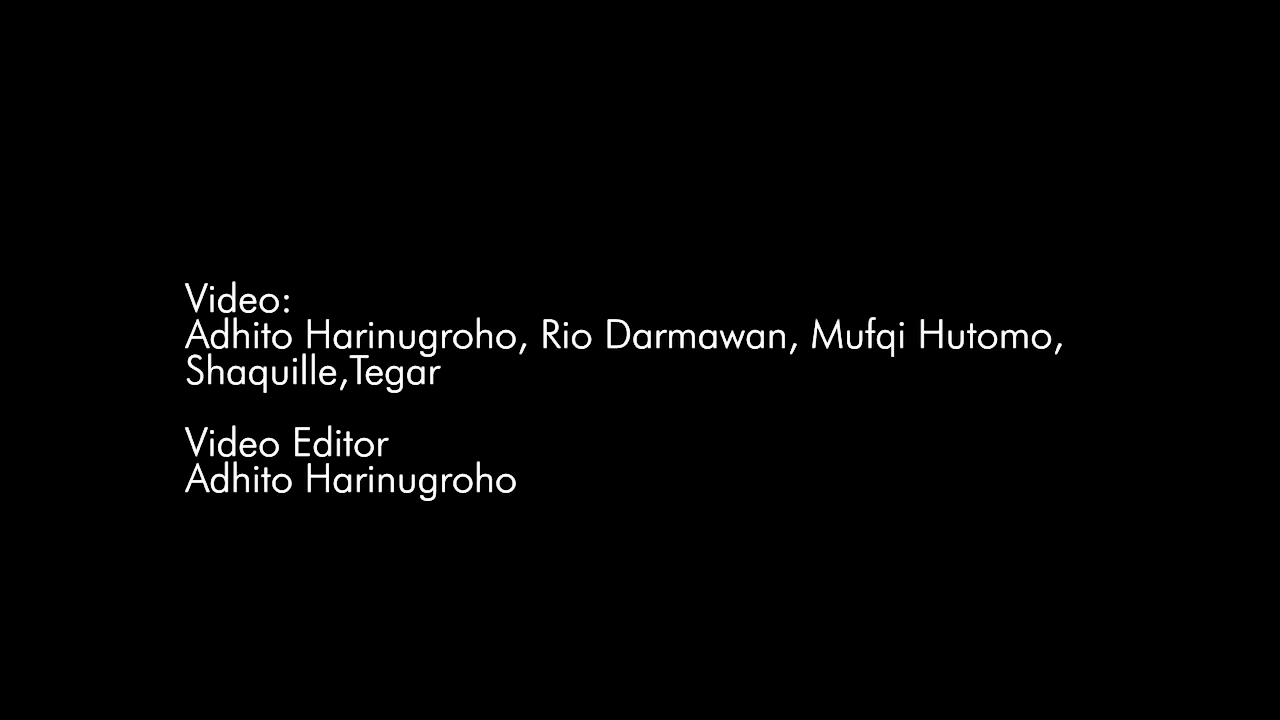 Video:
Adhito Harinugroho, Rio Darmawan, Mufqi Hutomo,
Shaquille,Tegar
Video Editor
Adhito Harinugroho